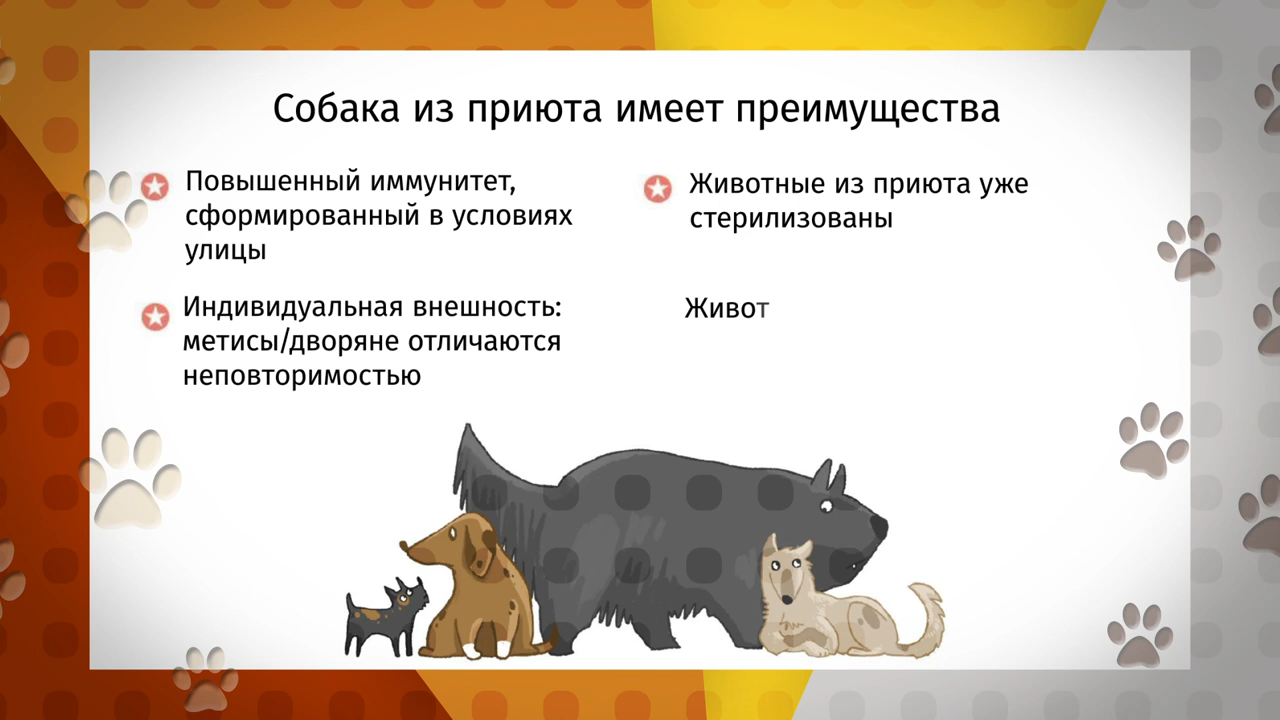 Собака из приюта имеет преимущества
Повышенный иммунитет,
сформированный в условиях
улицы
Индивидуальная внешность:
метисы/дворяне отличаются
неповторимостью
Животные из приюта уже
стерилизованы
Живот